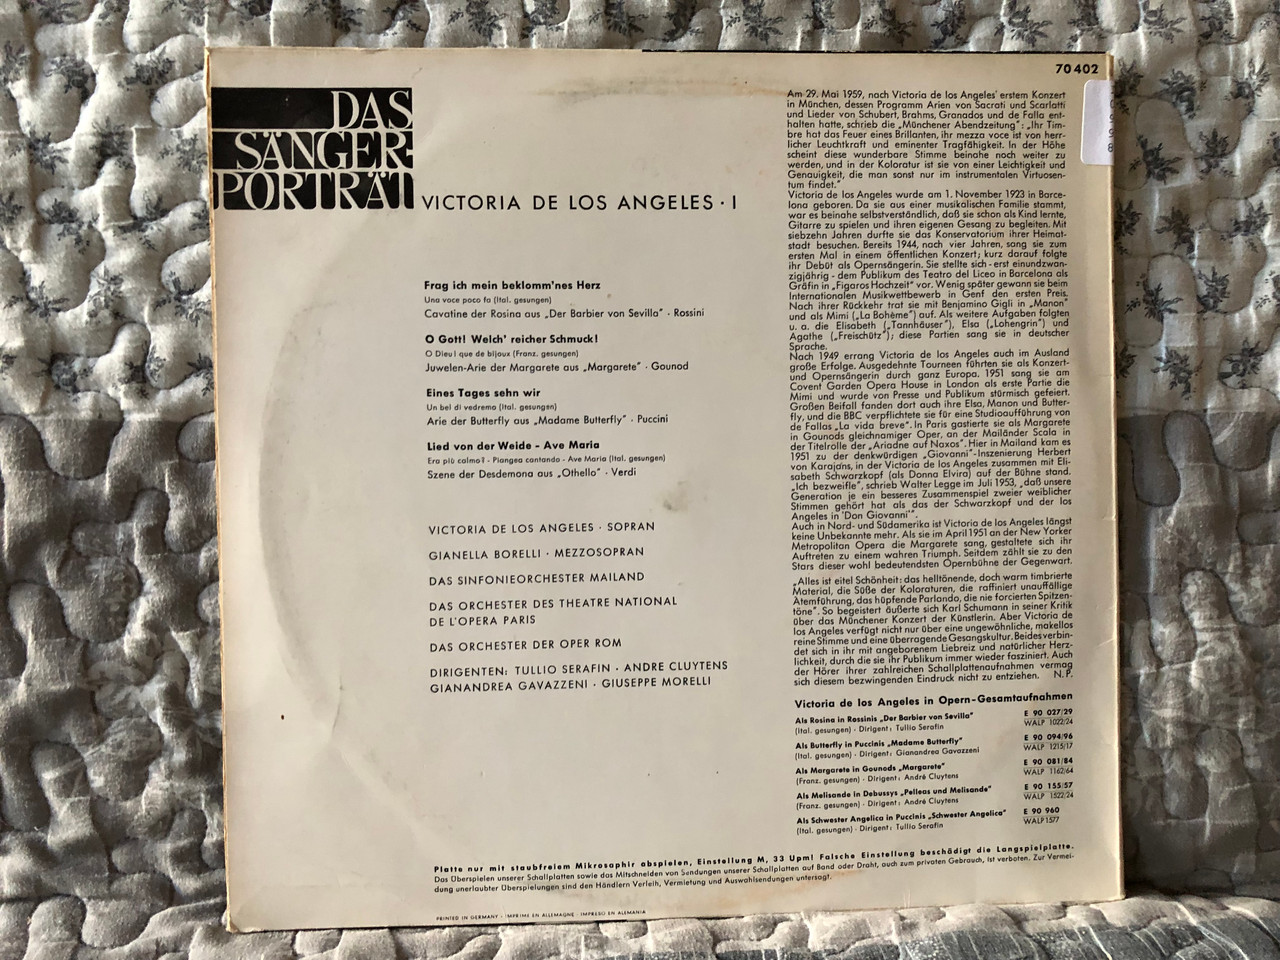 70 402
DAS
SÄNGER-
PORTRÄT
VICTORIA DE LOS ANGELES · I
Frag ich mein beklomm'nes Herz
Una voce poco fa (Ital. gesungen)
Cavatine der Rosina aus „Der Barbier von Sevilla" · Rossini
O Gott! Welch' reicher Schmuck!
O Dieu! que de bijoux (Franz. gesungen)
Juwelen-Arie der Margarete aus „Margarete" · Gounod
Eines Tages sehn wir
Un bel di vedremo (Ital. gesungen)
Arie der Butterfly aus „Madame Butterfly" · Puccini
Lied von der Weide – Ave Maria
Era più calmo? - Piangea cantando - Ave Maria (Ital. gesungen)
Szene der Desdemona aus „Othello" · Verdi
VICTORIA DE LOS ANGELES · SOPRAN
GIANELLA BORELLI · MEZZOSOPRAN
DAS SINFONIEORCHESTER MAILAND
DAS ORCHESTER DES THEATRE NATIONAL
DE L'OPERA PARIS
DAS ORCHESTER DER OPER ROM
DIRIGENTEN: TULLIO SERAFIN · ANDRE CLUYTENS
GIANANDREA GAVAZZENI · GIUSEPPE MORELLI
Am 29. Mai 1959, nach Victoria de los Angeles' erstem Konzert
in München, dessen Programm Arien von Sacrati und Scarlatti
und Lieder von Schubert, Brahms, Granados und de Falla ent-
halten hatte, schrieb die „Münchener Abendzeitung": „Ihr Tim-
bre hat das Feuer eines Brillanten, ihr mezza voce ist von herr-
licher Leuchtkraft und eminenter Tragfähigkeit. In der Höhe
scheint diese wunderbare Stimme beinahe noch weiter zu
werden, und in der Koloratur ist sie von einer Leichtigkeit und
Genauigkeit, die man sonst nur im instrumentalen Virtuosen-
tum findet."
Victoria de los Angeles wurde am 1. November 1923 in Barce-
lona geboren. Da sie aus einer musikalischen Familie stammt,
war es beinahe selbstverständlich, daß sie schon als Kind lernte,
Gitarre zu spielen und ihren eigenen Gesang zu begleiten. Mit
siebzehn Jahren durfte sie das Konservatorium ihrer Heimat-
stadt besuchen. Bereits 1944, nach vier Jahren, sang sie zum
ersten Mal in einem öffentlichen Konzert; kurz darauf folgte
ihr Debüt als Opernsängerin. Sie stellte sich - erst einundzwan-
zigjährig - dem Publikum des Teatro del Liceo in Barcelona als
Gräfin in „Figaros Hochzeit" vor. Wenig später gewann sie beim
Internationalen Musikwettbewerb in Genf den ersten Preis.
Nach ihrer Rückkehr trat sie mit Benjamino Gigli in „Manon"
und als Mimi („La Bohème") auf. Als weitere Aufgaben folgten
u. a. die Elisabeth („Tannhäuser"), Elsa („Lohengrin") und
Agathe („Freischütz"); diese Partien sang sie in deutscher
Sprache.
Nach 1949 errang Victoria de los Angeles auch im Ausland
große Erfolge. Ausgedehnte Tourneen führten sie als Konzert-
und Opernsängerin durch ganz Europa. 1951 sang sie am
Covent Garden Opera House in London als erste Partie die
Mimi und wurde von Presse und Publikum stürmisch gefeiert.
Großen Beifall fanden dort auch ihre Elsa, Manon und Butter-
fly, und die BBC verpflichtete sie für eine Studioaufführung von
de Fallas „La vida breve". In Paris gastierte sie als Margarete
in Gounods gleichnamiger Oper, an der Mailänder Scala in
der Titelrolle der „Ariadne auf Naxos". Hier in Mailand kam es
1951 zu der denkwürdigen „Giovanni"-Inszenierung Herbert
von Karajans, in der Victoria de los Angeles zusammen mit Eli-
sabeth Schwarzkopf (als Donna Elvira) auf der Bühne stand.
„Ich bezweifle", schrieb Walter Legge im Juli 1953, „daß unsere
Generation je ein besseres Zusammenspiel zweier weiblicher
Stimmen gehört hat als das der Schwarzkopf und der los
Angeles in 'Don Giovanni'".
Auch in Nord- und Südamerika ist Victoria de los Angeles längst
keine Unbekannte mehr. Als sie im April 1951 an der New Yorker
Metropolitan Opera die Margarete sang, gestaltete sich ihr
Auftreten zu einem wahren Triumph. Seitdem zählt sie zu den
Stars dieser wohl bedeutendsten Opernbühne der Gegenwart.
„Alles ist eitel Schönheit: das helltönende, doch warm timbrierte
Material, die Süße der Koloraturen, die raffiniert unauffällige
Atemführung, das hüpfende Parlando, die nie forcierten Spitzen-
töne". So begeistert äußerte sich Karl Schumann in seiner Kritik
über das Münchener Konzert der Künstlerin. Aber Victoria de
los Angeles verfügt nicht nur über eine ungewöhnliche, makellos
reine Stimme und eine überragende Gesangskultur. Beides verbin-
det sich in ihr mit angeborenem Liebreiz und natürlicher Herz-
lichkeit, durch die sie ihr Publikum immer wieder fasziniert. Auch
der Hörer ihrer zahlreichen Schallplattenaufnahmen vermag
sich diesem bezwingenden Eindruck nicht zu entziehen. N.P.
Victoria de los Angeles in Opern-Gesamtaufnahmen
Als Rosina in Rossinis „Der Barbier von Sevilla" E 90 027/29
(Ital. gesungen) · Dirigent: Tullio Serafin WALP 1022/24
Als Butterfly in Puccinis „Madame Butterfly" E 90 094/96
(Ital. gesungen) · Dirigent: Gianandrea Gavazzeni WALP 1215/17
Als Margarete in Gounods „Margarete" E 90 081/84
(Franz. gesungen) · Dirigent: André Cluytens WALP 1162/64
Als Melisande in Debussys „Pelleas und Melisande" E 90 155/57
(Franz. gesungen) · Dirigent: André Cluytens WALP 1522/24
Als Schwester Angelica in Puccinis „Schwester Angelica" E 90 960
(Ital. gesungen) · Dirigent: Tullio Serafin WALP 1577
Platte nur mit staubfreiem Mikrosaphir abspielen, Einstellung M, 33 Upm! Falsche Einstellung beschädigt die Langspielplatte.
Das Überspielen unserer Schallplatten sowie das Mitschneiden von Sendungen unserer Schallplatten auf Band oder Draht, auch zum privaten Gebrauch, ist verboten. Zur Vermei-
dung unerlaubter Überspielungen sind den Händlern Verleih, Vermietung und Auswahlsendungen untersagt.
PRINTED IN GERMANY · IMPRIME EN ALLEMAGNE · IMPRESO EN ALEMANIA